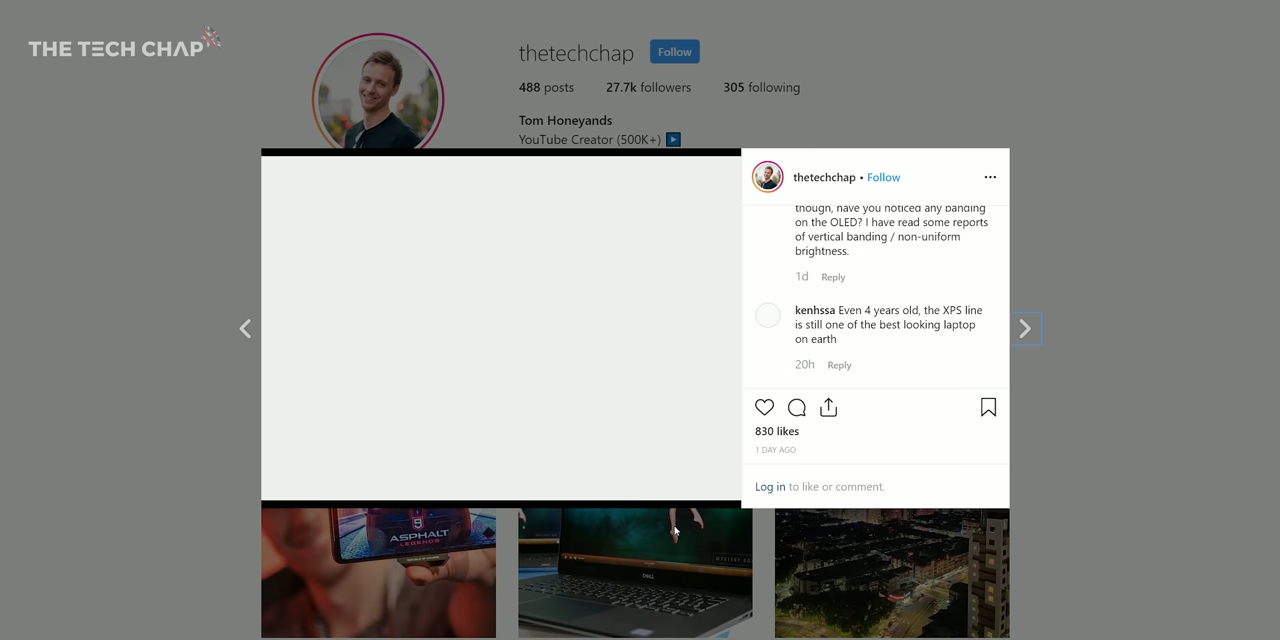 THE TECH CHAP
thetechchap Follow
488 posts 27.7k followers 305 following
Tom Honeyands
YouTube Creator (500K+)
thetechchap • Follow
though, have you noticed any banding
on the OLED? I have read some reports
of vertical banding / non-uniform
brightness.
1d Reply
kenhssa Even 4 years old, the XPS line
is still one of the best looking laptop
on earth
20h Reply
830 likes
1 DAY AGO
Log in to like or comment.
ASPHALT
LEGENDS
DELL